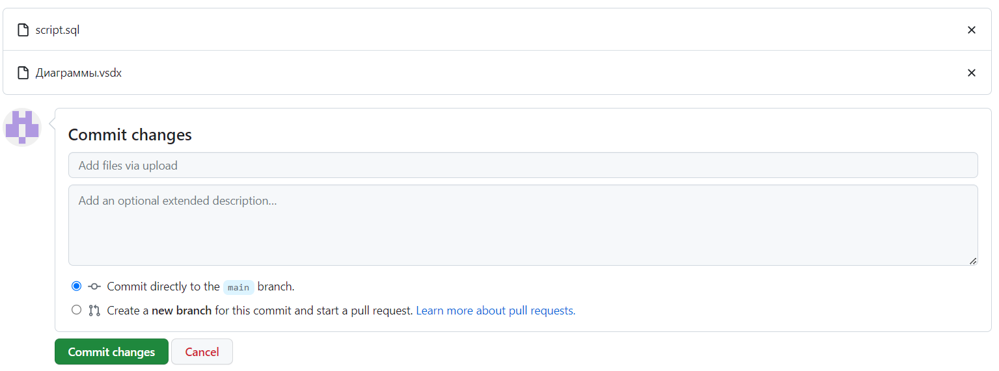 script.sql
Диаграммы.vsdx
Commit changes
Add files via upload
Add an optional extended description...
Commit directly to the main branch.
Create a new branch for this commit and start a pull request. Learn more about pull requests.
Commit changes Cancel